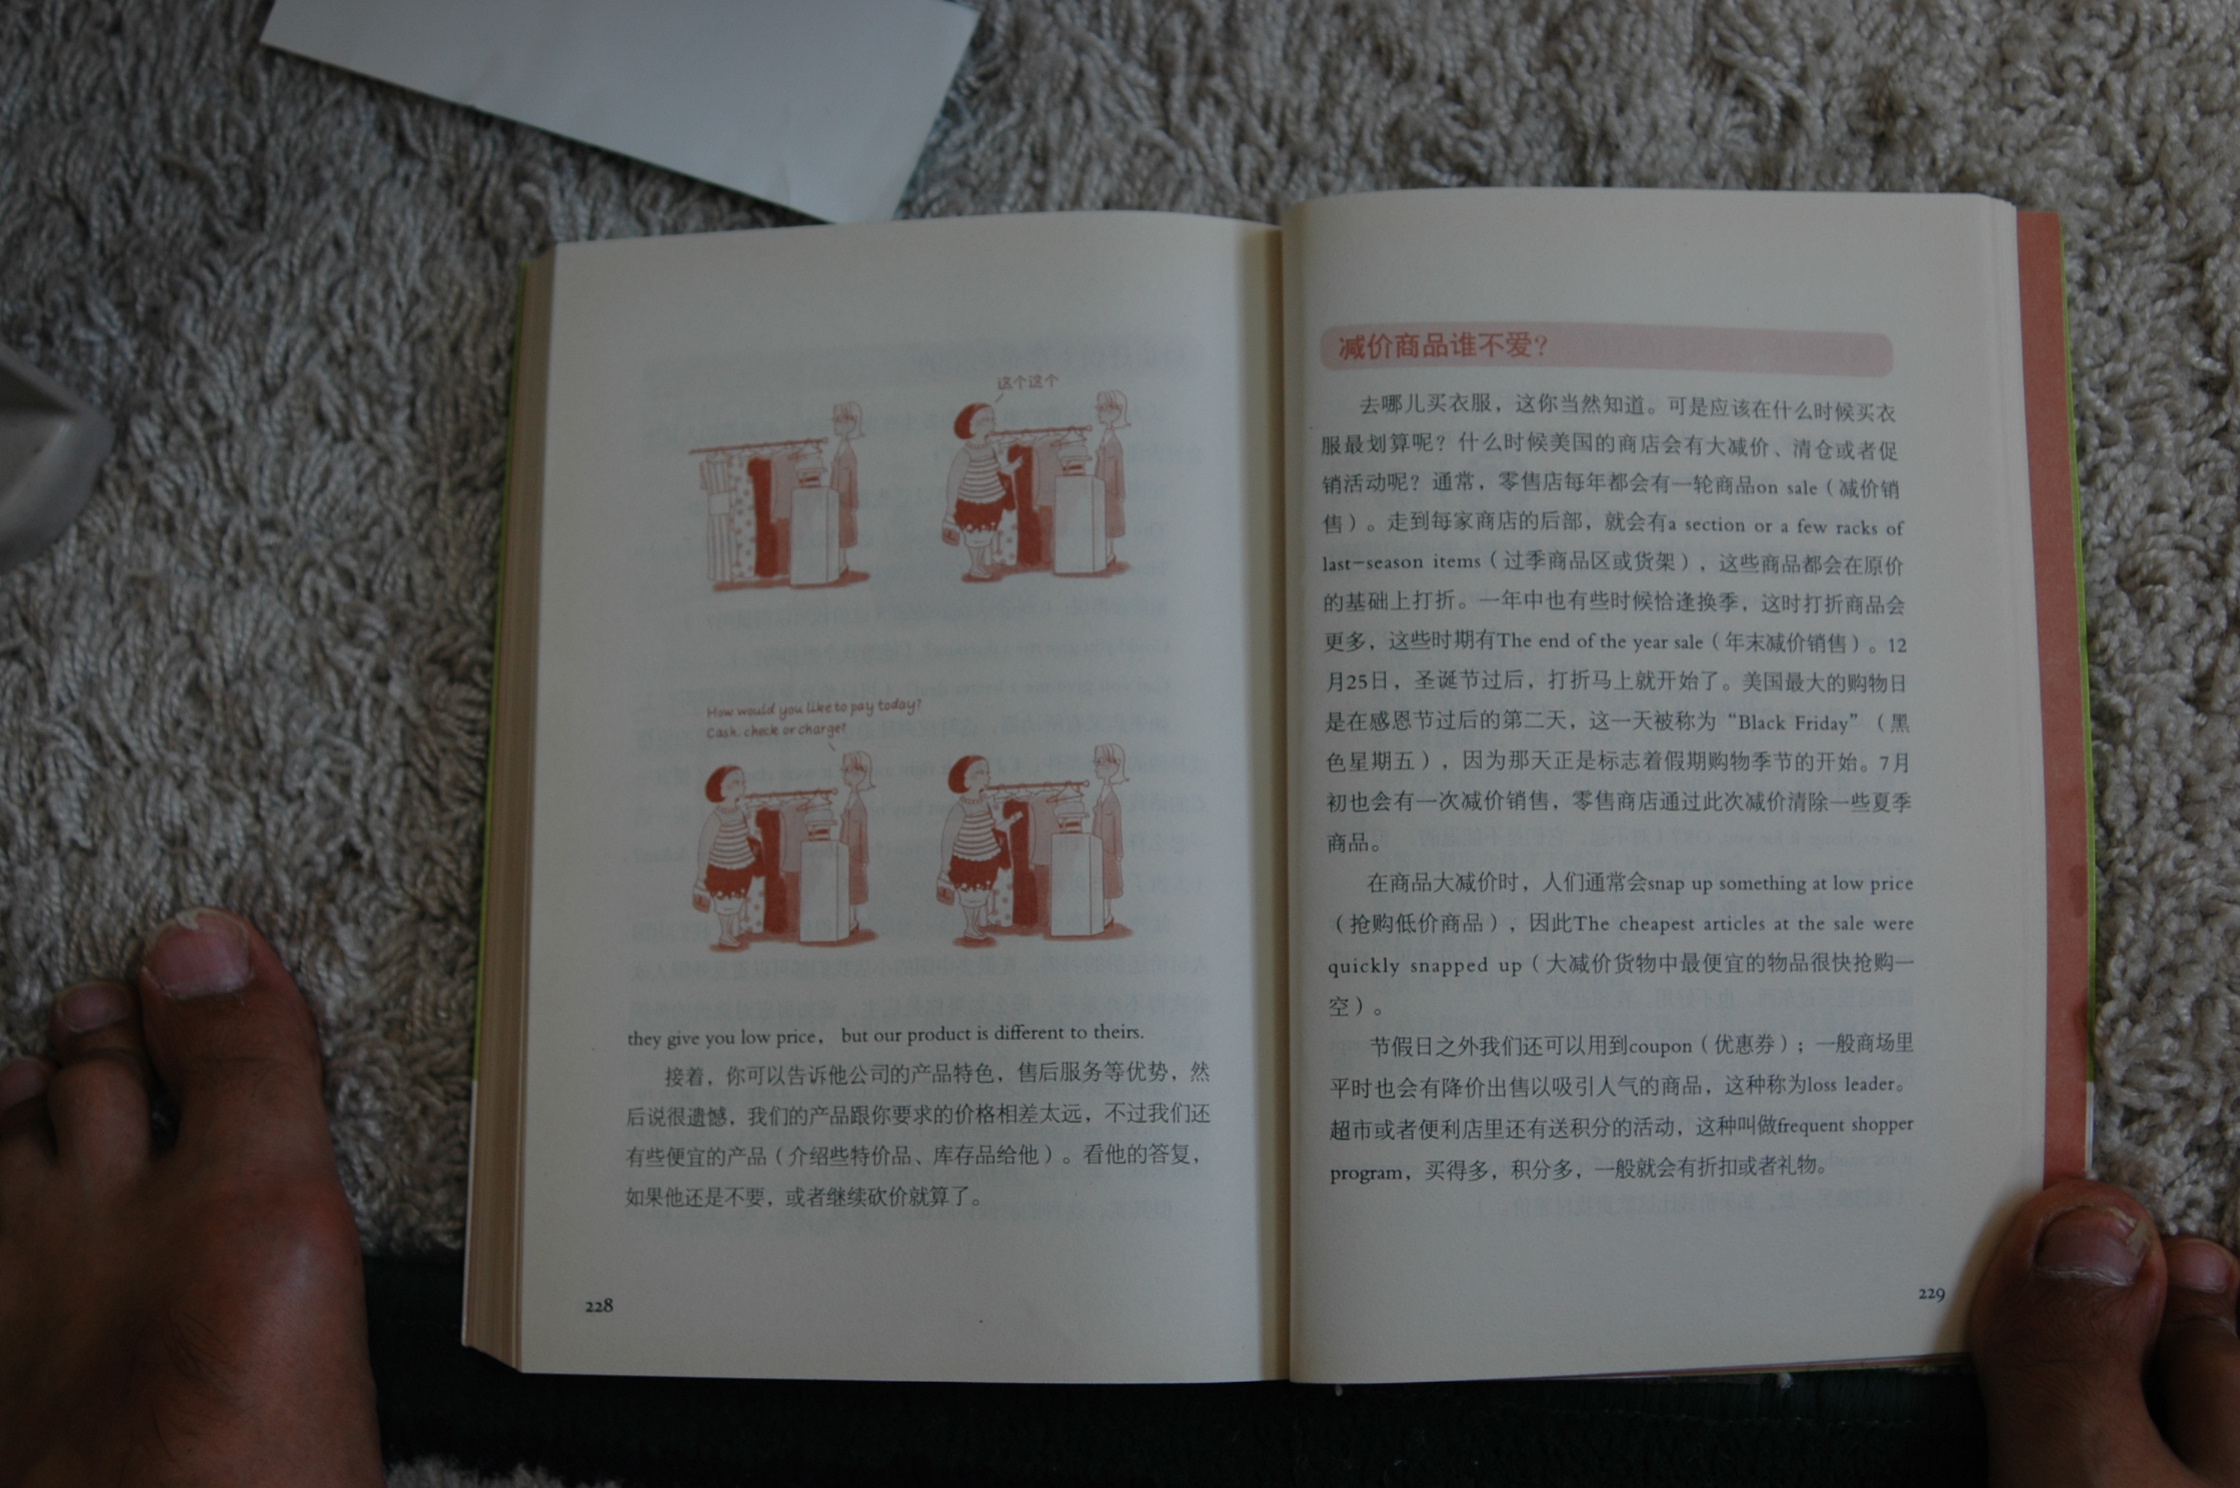 这个这个
How would you like to pay today?
Cash, check or charge?
they give you low price， but our product is different to theirs.
接着，你可以告诉他公司的产品特色，售后服务等优势，然
后说很遗憾，我们的产品跟你要求的价格相差太远，不过我们还
有些便宜的产品（介绍些特价品、库存品给他）。看他的答复，
如果他还是不要，或者继续砍价就算了。
228
减价商品谁不爱？
去哪儿买衣服，这你当然知道。可是应该在什么时候买衣
服最划算呢？什么时候美国的商店会有大减价、清仓或者促
销活动呢？通常，零售店每年都会有一轮商品on sale（减价销
售）。走到每家商店的后部，就会有a section or a few racks of
last-season items（过季商品区或货架），这些商品都会在原价
的基础上打折。一年中也有些时候恰逢换季，这时打折商品会
更多，这些时期有The end of the year sale（年末减价销售）。12
月25日，圣诞节过后，打折马上就开始了。美国最大的购物日
是在感恩节过后的第二天，这一天被称为“Black Friday”（黑
色星期五），因为那天正是标志着假期购物季节的开始。7月
初也会有一次减价销售，零售商店通过此次减价清除一些夏季
商品。
在商品大减价时，人们通常会snap up something at low price
（抢购低价商品），因此The cheapest articles at the sale were
quickly snapped up（大减价货物中最便宜的物品很快抢购一
空）。
节假日之外我们还可以用到coupon（优惠券）；一般商场里
平时也会有降价出售以吸引人气的商品，这种称为loss leader。
超市或者便利店里还有送积分的活动，这种叫做frequent shopper
program，买得多，积分多，一般就会有折扣或者礼物。
229